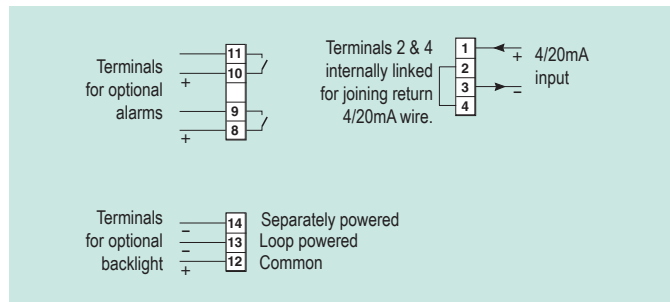 Terminals
for optional
alarms
11
10
+
9
8
+
Terminals 2 & 4
internally linked
for joining return
4/20mA wire.
1
2
3
4
+
−
4/20mA
input
Terminals
for optional
backlight
−
−
+
14 Separately powered
13 Loop powered
12 Common